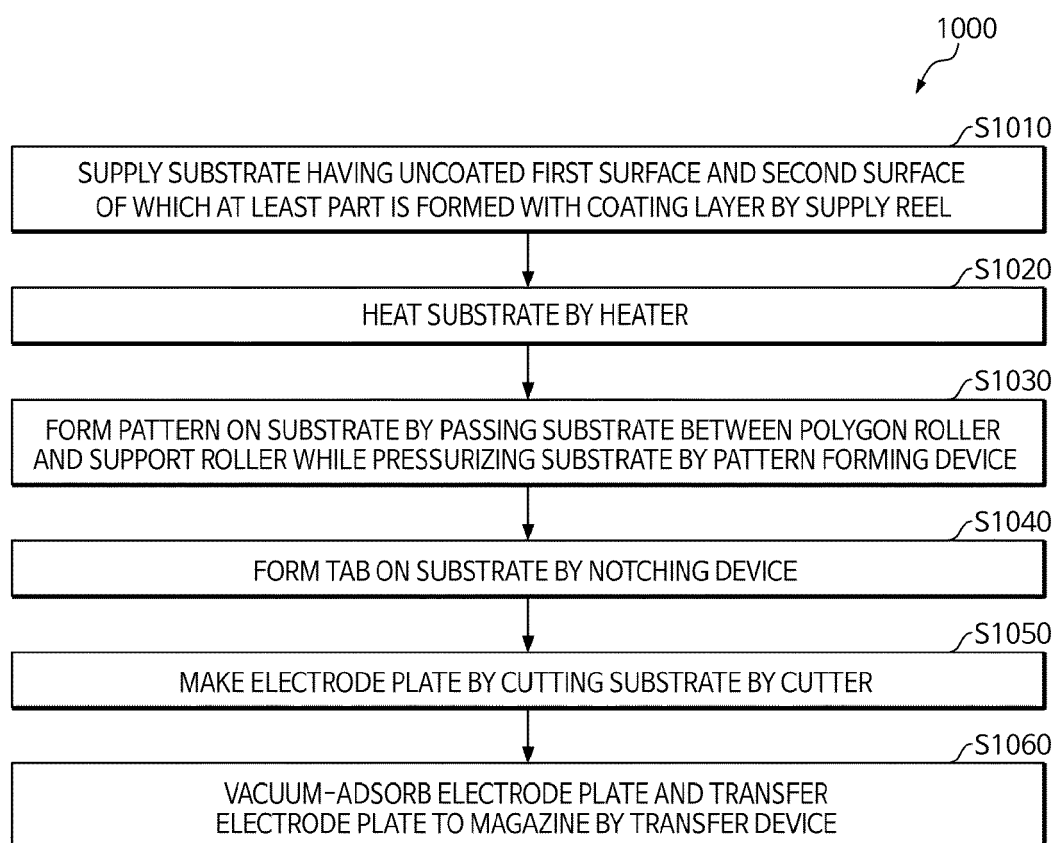 1000
S1010
SUPPLY SUBSTRATE HAVING UNCOATED FIRST SURFACE AND SECOND SURFACE
OF WHICH AT LEAST PART IS FORMED WITH COATING LAYER BY SUPPLY REEL
S1020
HEAT SUBSTRATE BY HEATER
S1030
FORM PATTERN ON SUBSTRATE BY PASSING SUBSTRATE BETWEEN POLYGON ROLLER
AND SUPPORT ROLLER WHILE PRESSURIZING SUBSTRATE BY PATTERN FORMING DEVICE
S1040
FORM TAB ON SUBSTRATE BY NOTCHING DEVICE
S1050
MAKE ELECTRODE PLATE BY CUTTING SUBSTRATE BY CUTTER
S1060
VACUUM-ADSORB ELECTRODE PLATE AND TRANSFER
ELECTRODE PLATE TO MAGAZINE BY TRANSFER DEVICE